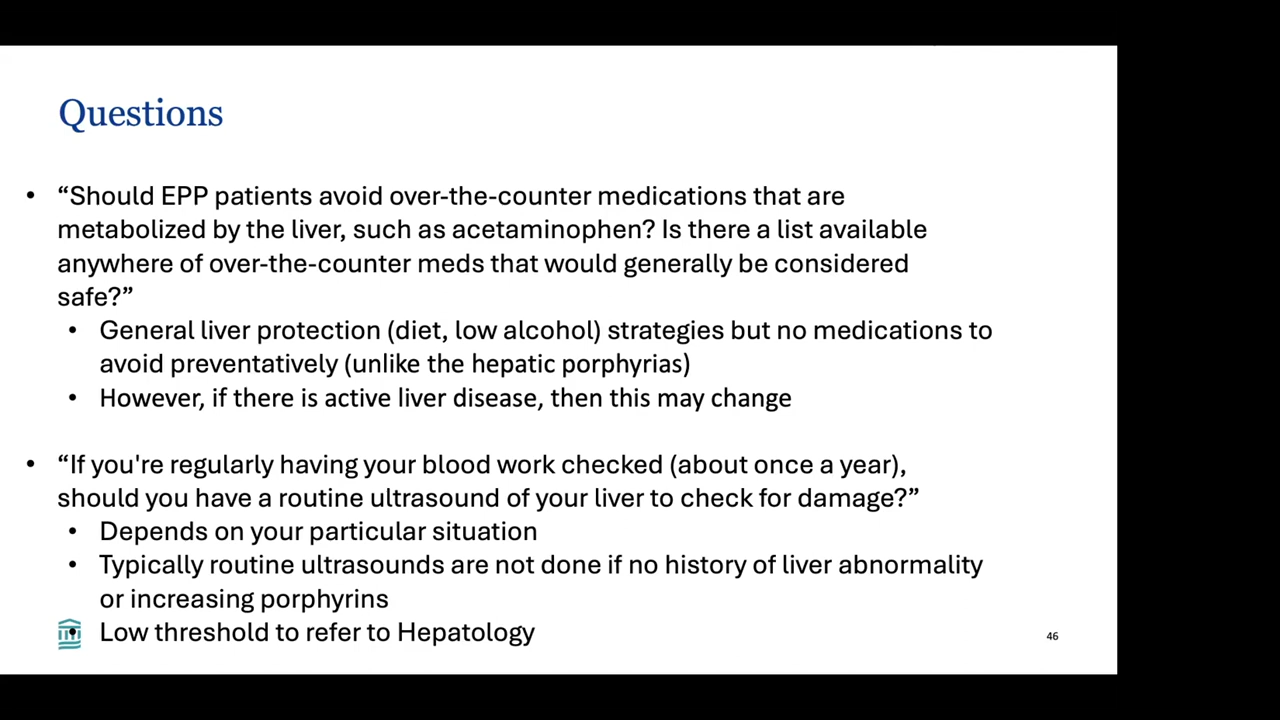 Questions
• “Should EPP patients avoid over-the-counter medications that are
metabolized by the liver, such as acetaminophen? Is there a list available
anywhere of over-the-counter meds that would generally be considered
safe?”
• General liver protection (diet, low alcohol) strategies but no medications to
avoid preventatively (unlike the hepatic porphyrias)
• However, if there is active liver disease, then this may change
• “If you're regularly having your blood work checked (about once a year),
should you have a routine ultrasound of your liver to check for damage?”
• Depends on your particular situation
• Typically routine ultrasounds are not done if no history of liver abnormality
or increasing porphyrins
• Low threshold to refer to Hepatology
46